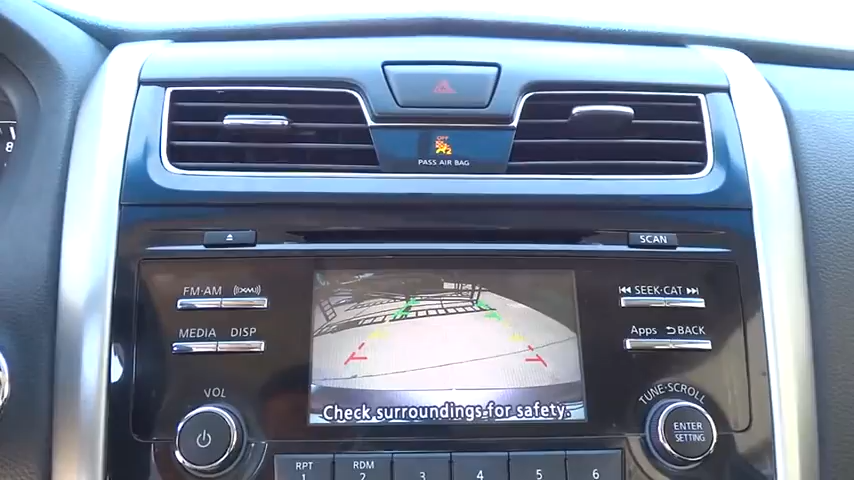 OFF
PASS AIR BAG
SCAN
FM·AM
(((XM)))
SEEK·CAT
MEDIA
DISP
Apps
BACK
VOL
TUNE·SCROLL
Check surroundings for safety
ENTER
SETTING
RPT
RDM
1
2
3
4
5
6